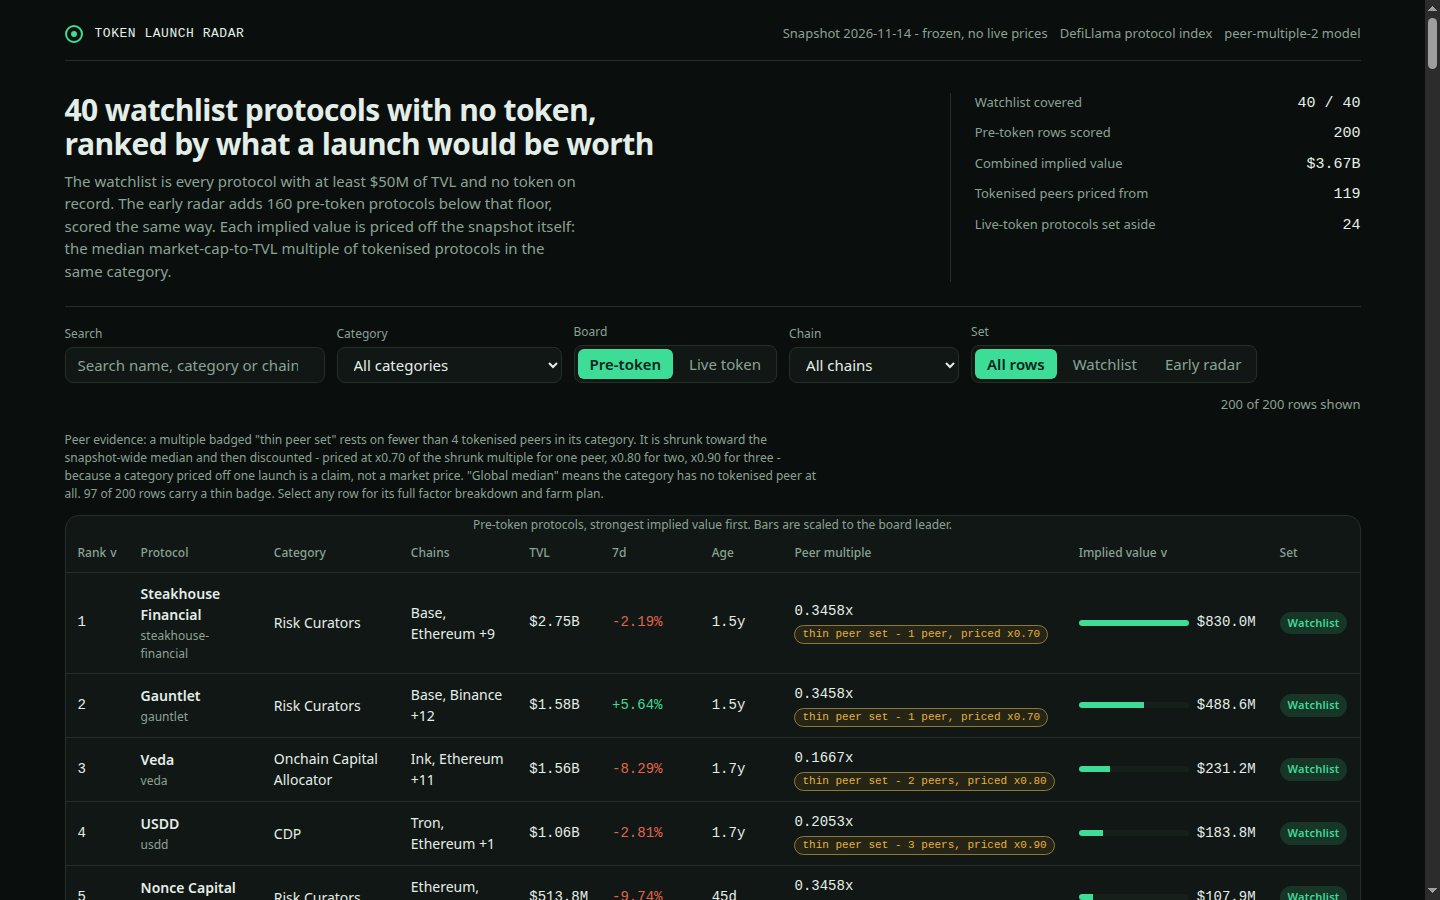 TOKEN LAUNCH RADAR
Snapshot 2026-11-14 - frozen, no live prices DefiLlama protocol index peer-multiple-2 model
40 watchlist protocols with no token,
ranked by what a launch would be worth
The watchlist is every protocol with at least $50M of TVL and no token on
record. The early radar adds 160 pre-token protocols below that floor,
scored the same way. Each implied value is priced off the snapshot itself:
the median market-cap-to-TVL multiple of tokenised protocols in the
same category.
Watchlist covered 40 / 40
Pre-token rows scored 200
Combined implied value $3.67B
Tokenised peers priced from 119
Live-token protocols set aside 24
Search Category Board Chain Set
Search name, category or chain All categories Pre-token Live token All chains All rows Watchlist Early radar
200 of 200 rows shown
Peer evidence: a multiple badged "thin peer set" rests on fewer than 4 tokenised peers in its category. It is shrunk toward the
snapshot-wide median and then discounted - priced at x0.70 of the shrunk multiple for one peer, x0.80 for two, x0.90 for three -
because a category priced off one launch is a claim, not a market price. "Global median" means the category has no tokenised peer at
all. 97 of 200 rows carry a thin badge. Select any row for its full factor breakdown and farm plan.
Pre-token protocols, strongest implied value first. Bars are scaled to the board leader.
Rank v Protocol Category Chains TVL 7d Age Peer multiple Implied value v Set
1 Steakhouse Financial steakhouse-financial Risk Curators Base, Ethereum +9 $2.75B -2.19% 1.5y 0.3458x thin peer set - 1 peer, priced x0.70 $830.0M Watchlist
2 Gauntlet gauntlet Risk Curators Base, Binance +12 $1.58B +5.64% 1.5y 0.3458x thin peer set - 1 peer, priced x0.70 $488.6M Watchlist
3 Veda veda Onchain Capital Allocator Ink, Ethereum +11 $1.56B -8.29% 1.7y 0.1667x thin peer set - 2 peers, priced x0.80 $231.2M Watchlist
4 USDD usdd CDP Tron, Ethereum +1 $1.06B -2.81% 1.7y 0.2053x thin peer set - 3 peers, priced x0.90 $183.8M Watchlist
5 Nonce Capital Risk Curators Ethereum, $513.8M -9.74% 45d 0.3458x $107.9M Watchlist